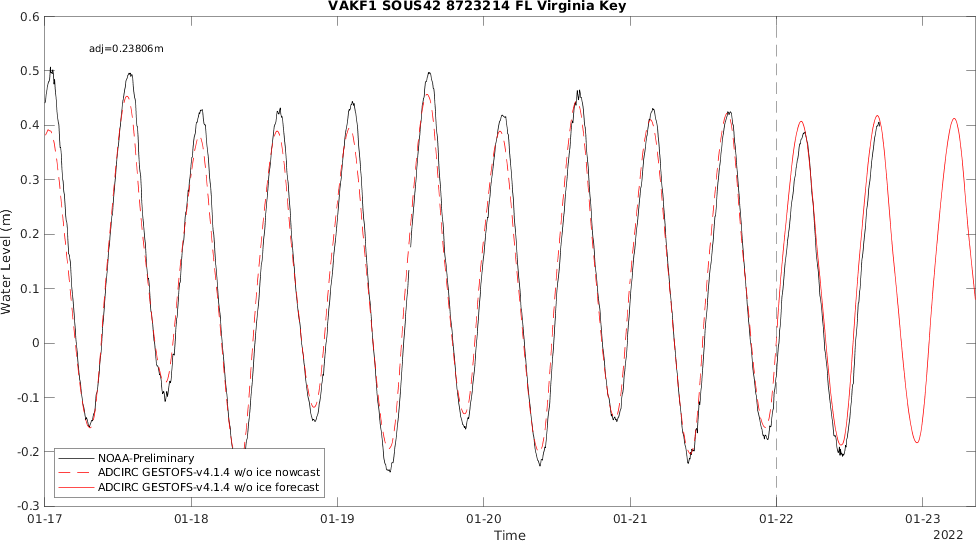 VAKF1 SOUS42 8723214 FL Virginia Key
adj=0.23806m
0.6
0.5
0.4
0.3
0.2
0.1
0
-0.1
-0.2
-0.3
Water Level (m)
NOAA-Preliminary
ADCIRC GESTOFS-v4.1.4 w/o ice nowcast
ADCIRC GESTOFS-v4.1.4 w/o ice forecast
01-17 01-18 01-19 01-20 01-21 01-22 01-23
Time
2022